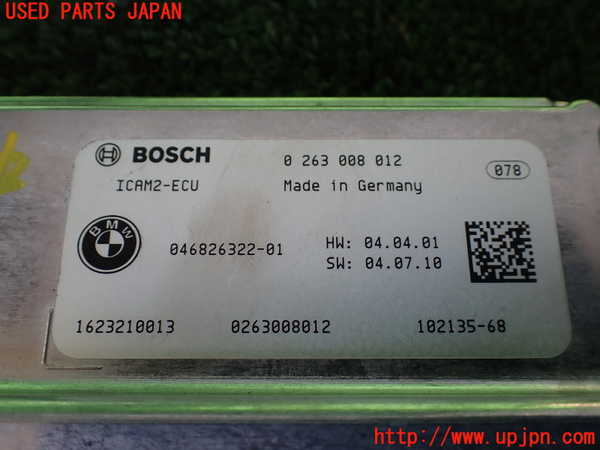 USED PARTS JAPAN
BOSCH
0 263 008 012
078
ICAM2-ECU
Made in Germany
BMW
046826322-01
HW: 04.04.01
SW: 04.07.10
1623210013
0263008012
102135-68
http://www.upjpn.com/